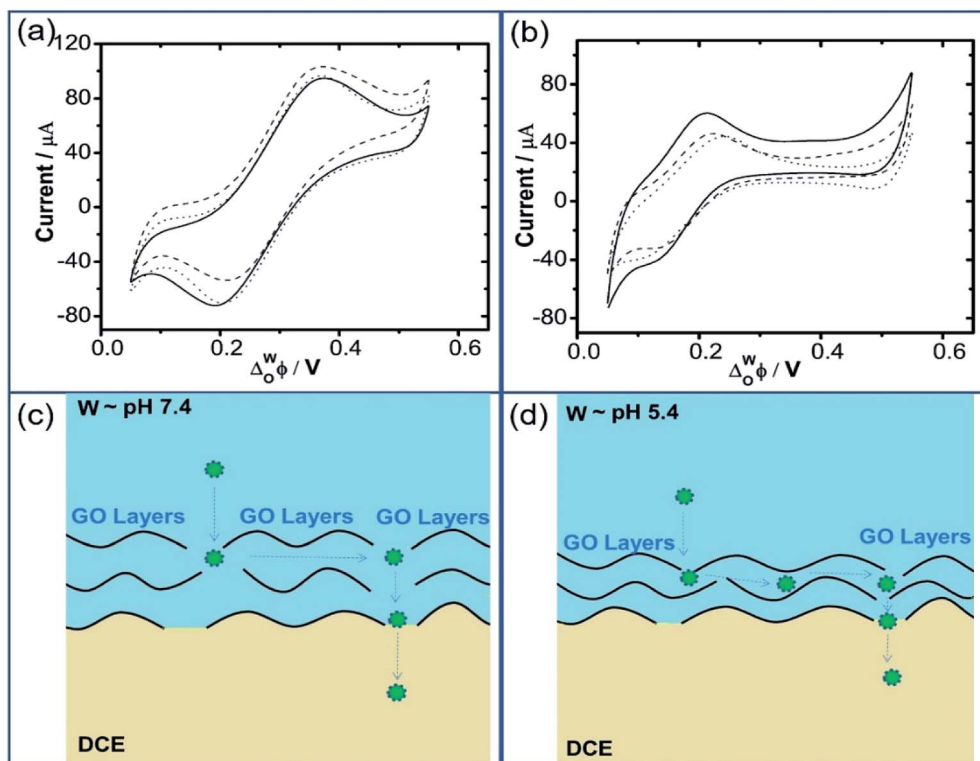 (a)
120
80
40
0
-40
-80
Current / μA
0.0 0.2 0.4 0.6
Δ^w_oϕ / V
(b)
80
40
0
-40
-80
Current / μA
0.0 0.2 0.4 0.6
Δ^w_oϕ / V
(c)
W ~ pH 7.4
GO Layers GO Layers GO Layers
DCE
(d)
W ~ pH 5.4
GO Layers
GO Layers
DCE